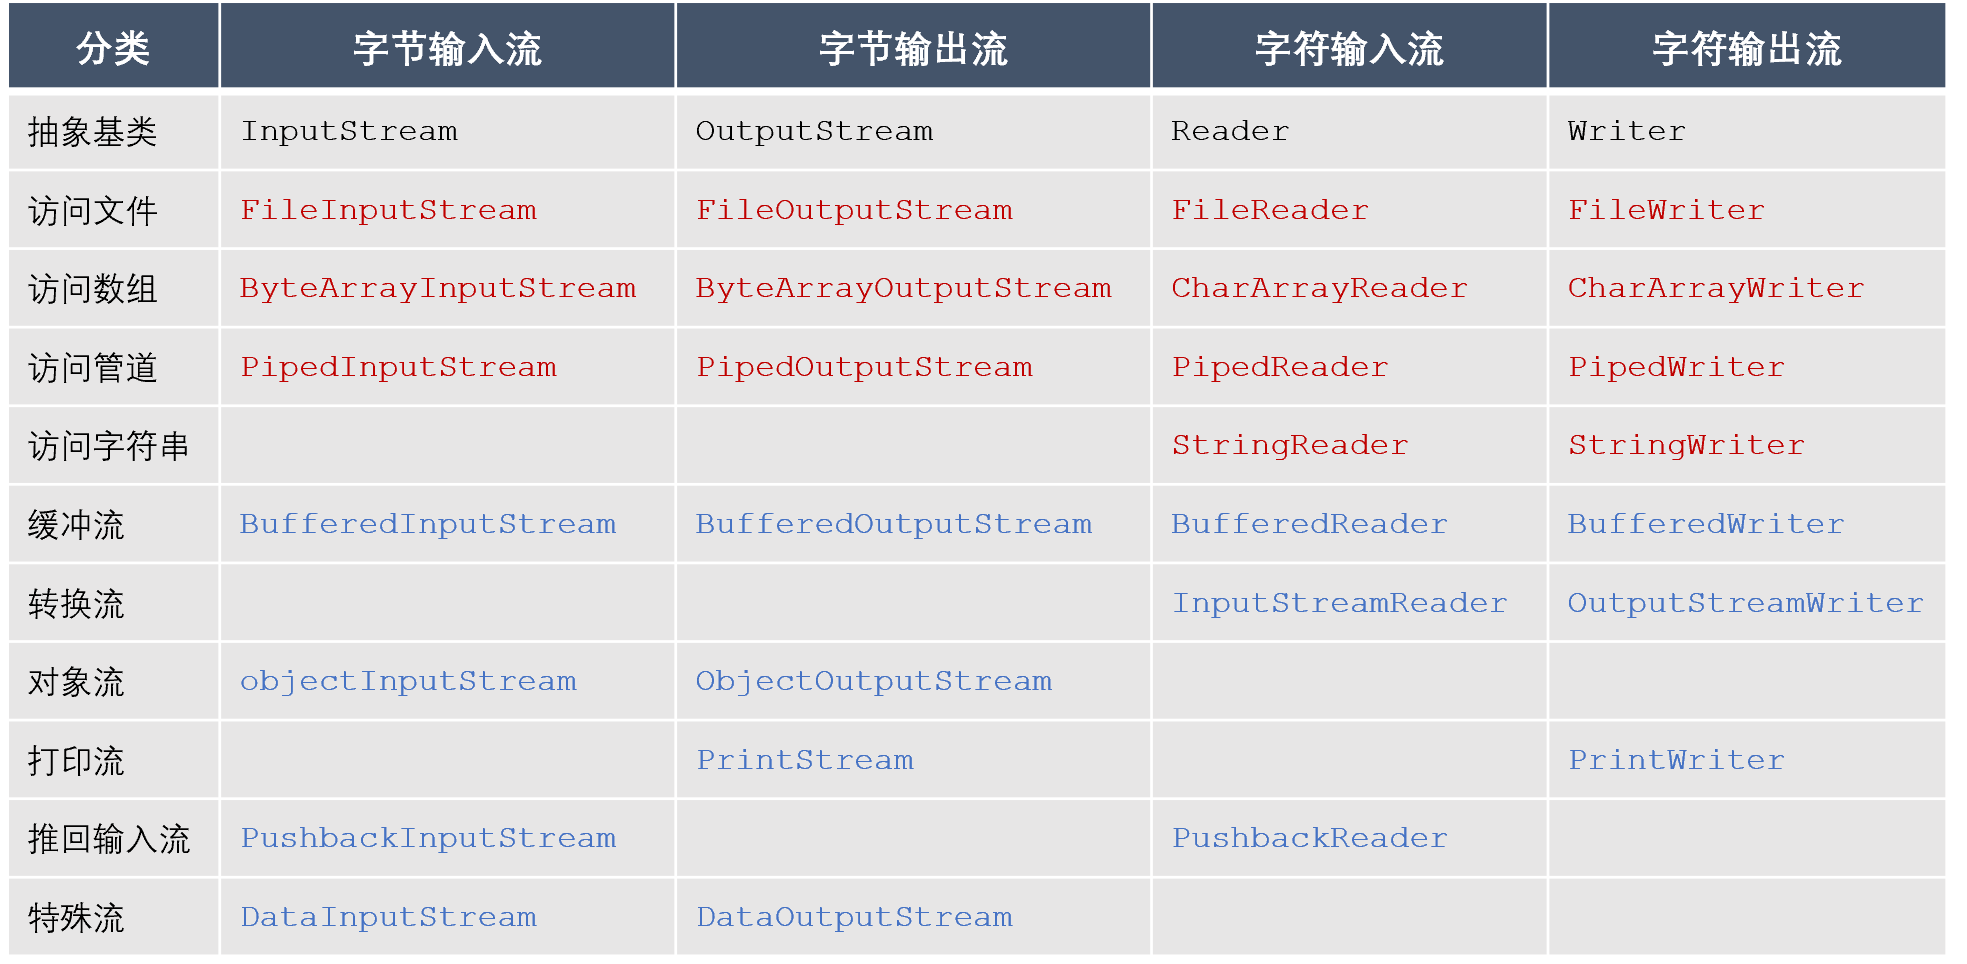 分类 字节输入流 字节输出流 字符输入流 字符输出流
抽象基类 InputStream OutputStream Reader Writer
访问文件 FileInputStream FileOutputStream FileReader FileWriter
访问数组 ByteArrayInputStream ByteArrayOutputStream CharArrayReader CharArrayWriter
访问管道 PipedInputStream PipedOutputStream PipedReader PipedWriter
访问字符串 StringReader StringWriter
缓冲流 BufferedInputStream BufferedOutputStream BufferedReader BufferedWriter
转换流 InputStreamReader OutputStreamWriter
对象流 objectInputStream ObjectOutputStream
打印流 PrintStream PrintWriter
推回输入流 PushbackInputStream PushbackReader
特殊流 DataInputStream DataOutputStream